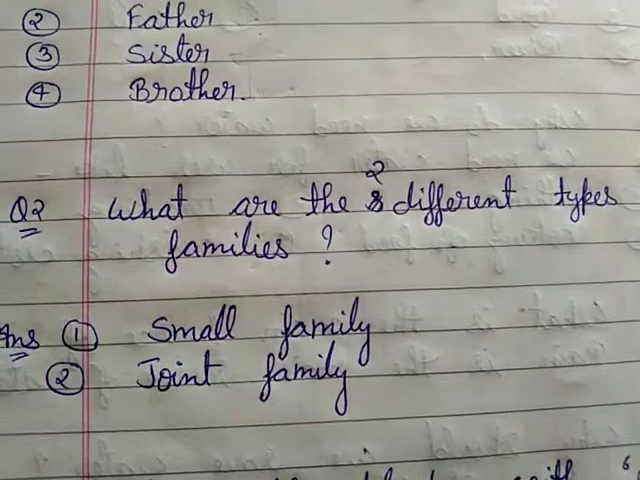 ② Father
③ Sister
④ Brother.
2
Q2 What are the different types
families ?
Ans ① Small family
② Joint family